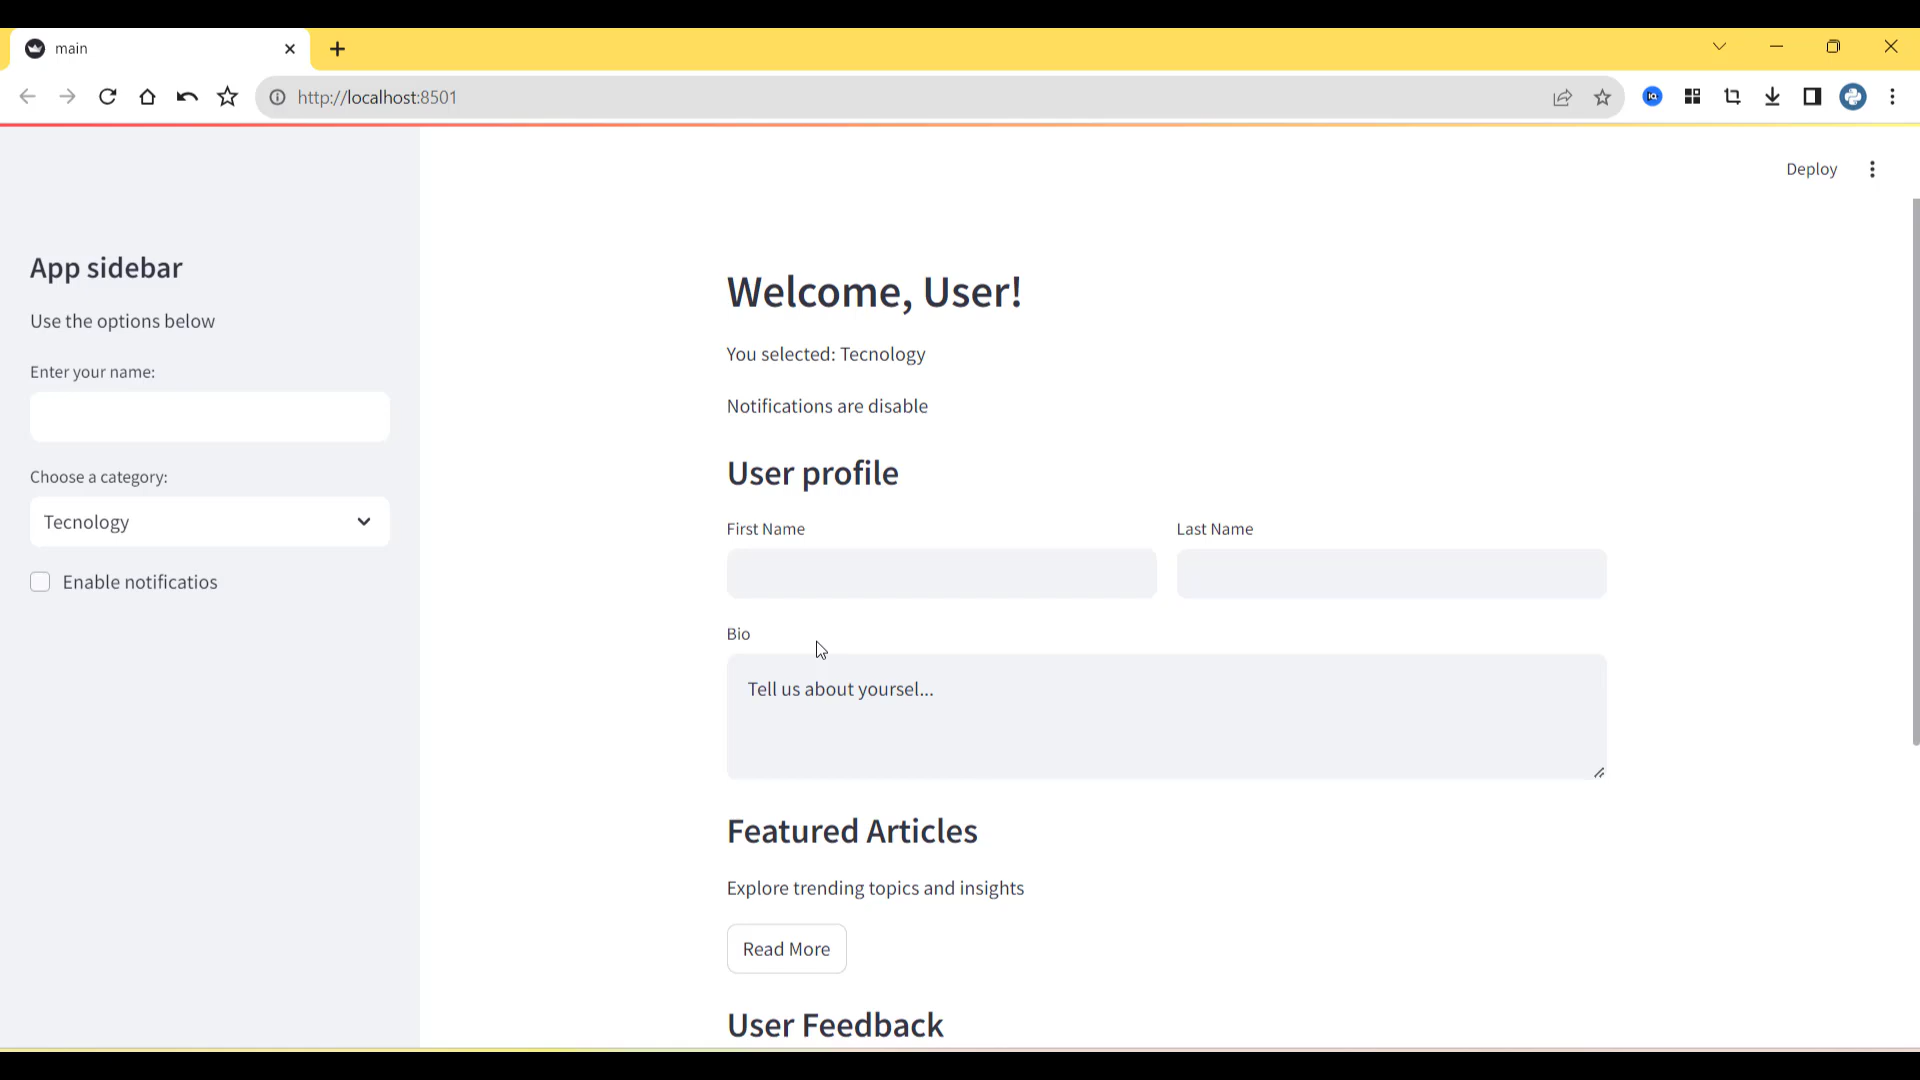 main
http://localhost:8501
Deploy
App sidebar
Use the options below
Enter your name:
Choose a category:
Tecnology
Enable notificatios
Welcome, User!
You selected: Tecnology
Notifications are disable
User profile
First Name
Last Name
Bio
Tell us about yoursel...
Featured Articles
Explore trending topics and insights
Read More
User Feedback